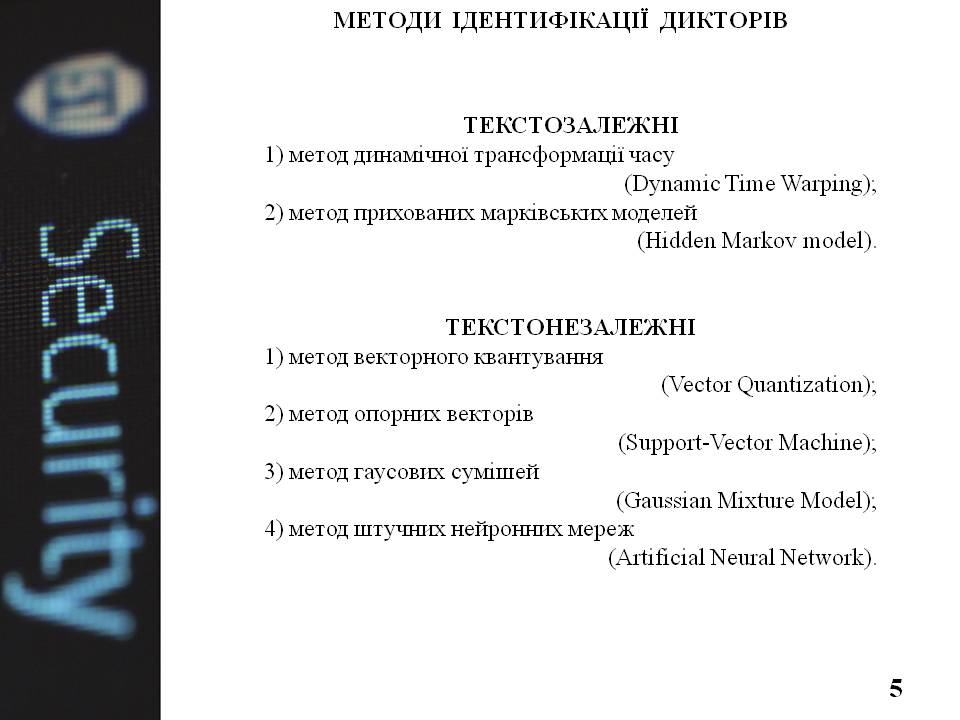 МЕТОДИ ІДЕНТИФІКАЦІЇ ДИКТОРІВ
ТЕКСТОЗАЛЕЖНІ
1) метод динамічної трансформації часу
(Dynamic Time Warping);
2) метод прихованих марківських моделей
(Hidden Markov model).
ТЕКСТОНЕЗАЛЕЖНІ
1) метод векторного квантування
(Vector Quantization);
2) метод опорних векторів
(Support-Vector Machine);
3) метод гаусових сумішей
(Gaussian Mixture Model);
4) метод штучних нейронних мереж
(Artificial Neural Network).
5
Security